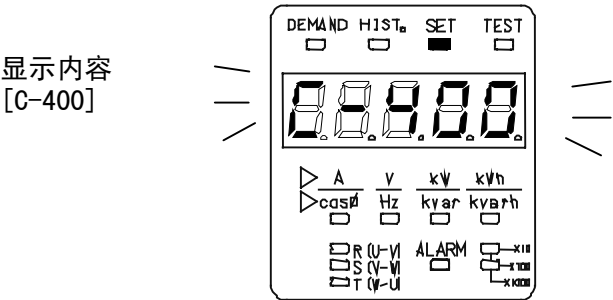 DEMAND HIST. SET TEST
显示内容
[C-400]
C-400
A V kW kWh
cosø Hz kvar kvarh
R (U-V) ALARM X10
S (V-W) X100
T (W-U) X1000